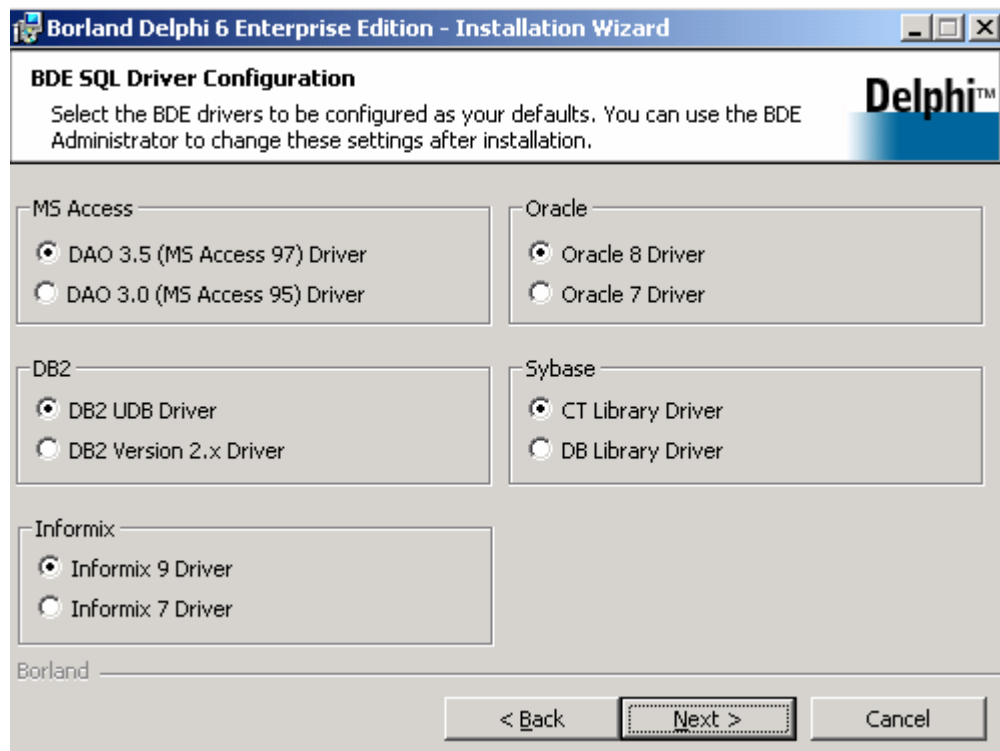 Borland Delphi 6 Enterprise Edition - Installation Wizard
BDE SQL Driver Configuration
Select the BDE drivers to be configured as your defaults. You can use the BDE
Administrator to change these settings after installation.
Delphi™
MS Access
DAO 3.5 (MS Access 97) Driver
DAO 3.0 (MS Access 95) Driver
Oracle
Oracle 8 Driver
Oracle 7 Driver
DB2
DB2 UDB Driver
DB2 Version 2.x Driver
Sybase
CT Library Driver
DB Library Driver
Informix
Informix 9 Driver
Informix 7 Driver
Borland
< Back
Next >
Cancel